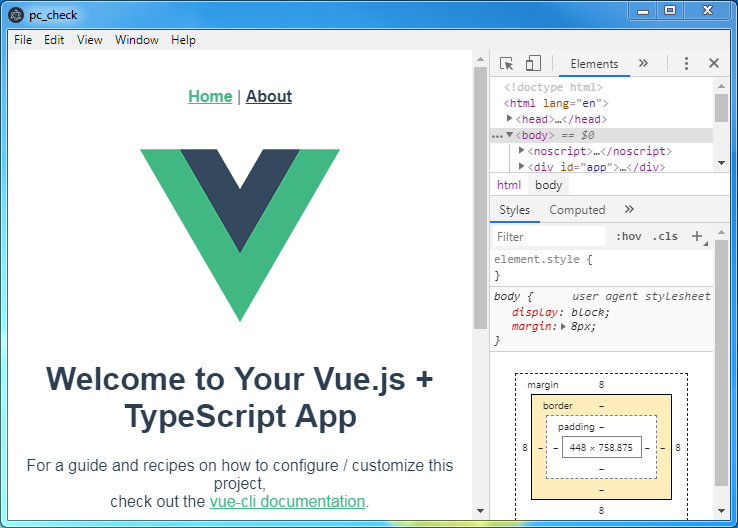 pc_check
File Edit View Window Help
Home | About
Welcome to Your Vue.js +
TypeScript App
For a guide and recipes on how to configure / customize this
project,
check out the vue-cli documentation.
Elements »
<!doctype html>
<html lang="en">
<head>…</head>
<body> == $0
<noscript>…</noscript>
<div id="app">…</div>
html body
Styles Computed »
Filter :hov .cls +
element.style {
}
body { user agent stylesheet
display: block;
margin: 8px;
}
margin 8
border –
padding –
8 – – 448 × 758.875 – – 8
–
–
8